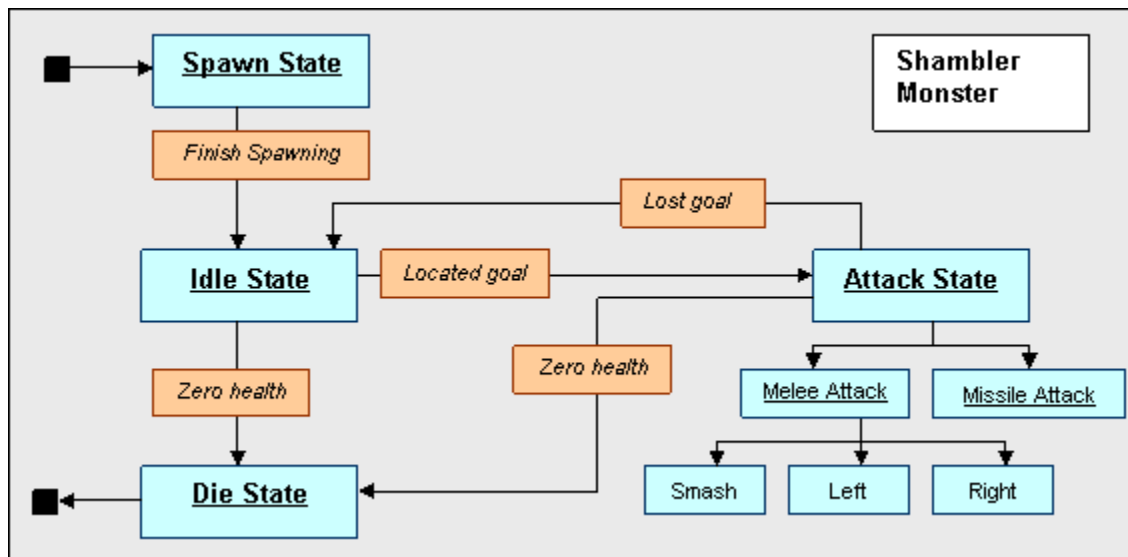 Spawn State
Shambler
Monster
Finish Spawning
Lost goal
Idle State
Located goal
Attack State
Zero health
Zero health
Melee Attack
Missile Attack
Die State
Smash
Left
Right